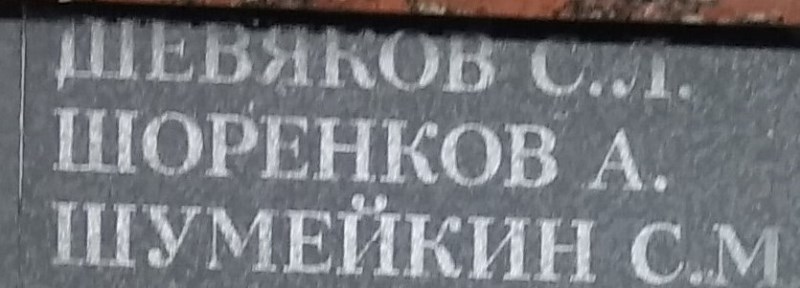 ШЕВЯКОВ С.Л.
ШОРЕНКОВ А.
ШУМЕЙКИН С.М